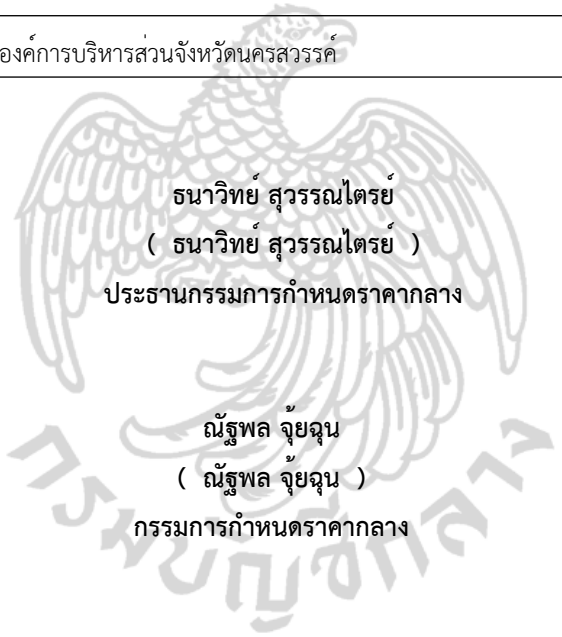 องค์การบริหารส่วนจังหวัดนครสวรรค์
ธนาวิทย์ สุวรรณไตรย์
( ธนาวิทย์ สุวรรณไตรย์ )
ประธานกรรมการกำหนดราคากลาง
ณัฐพล จุ้ยฉุน
( ณัฐพล จุ้ยฉุน )
กรรมการกำหนดราคากลาง
กรมบัญชีกลาง